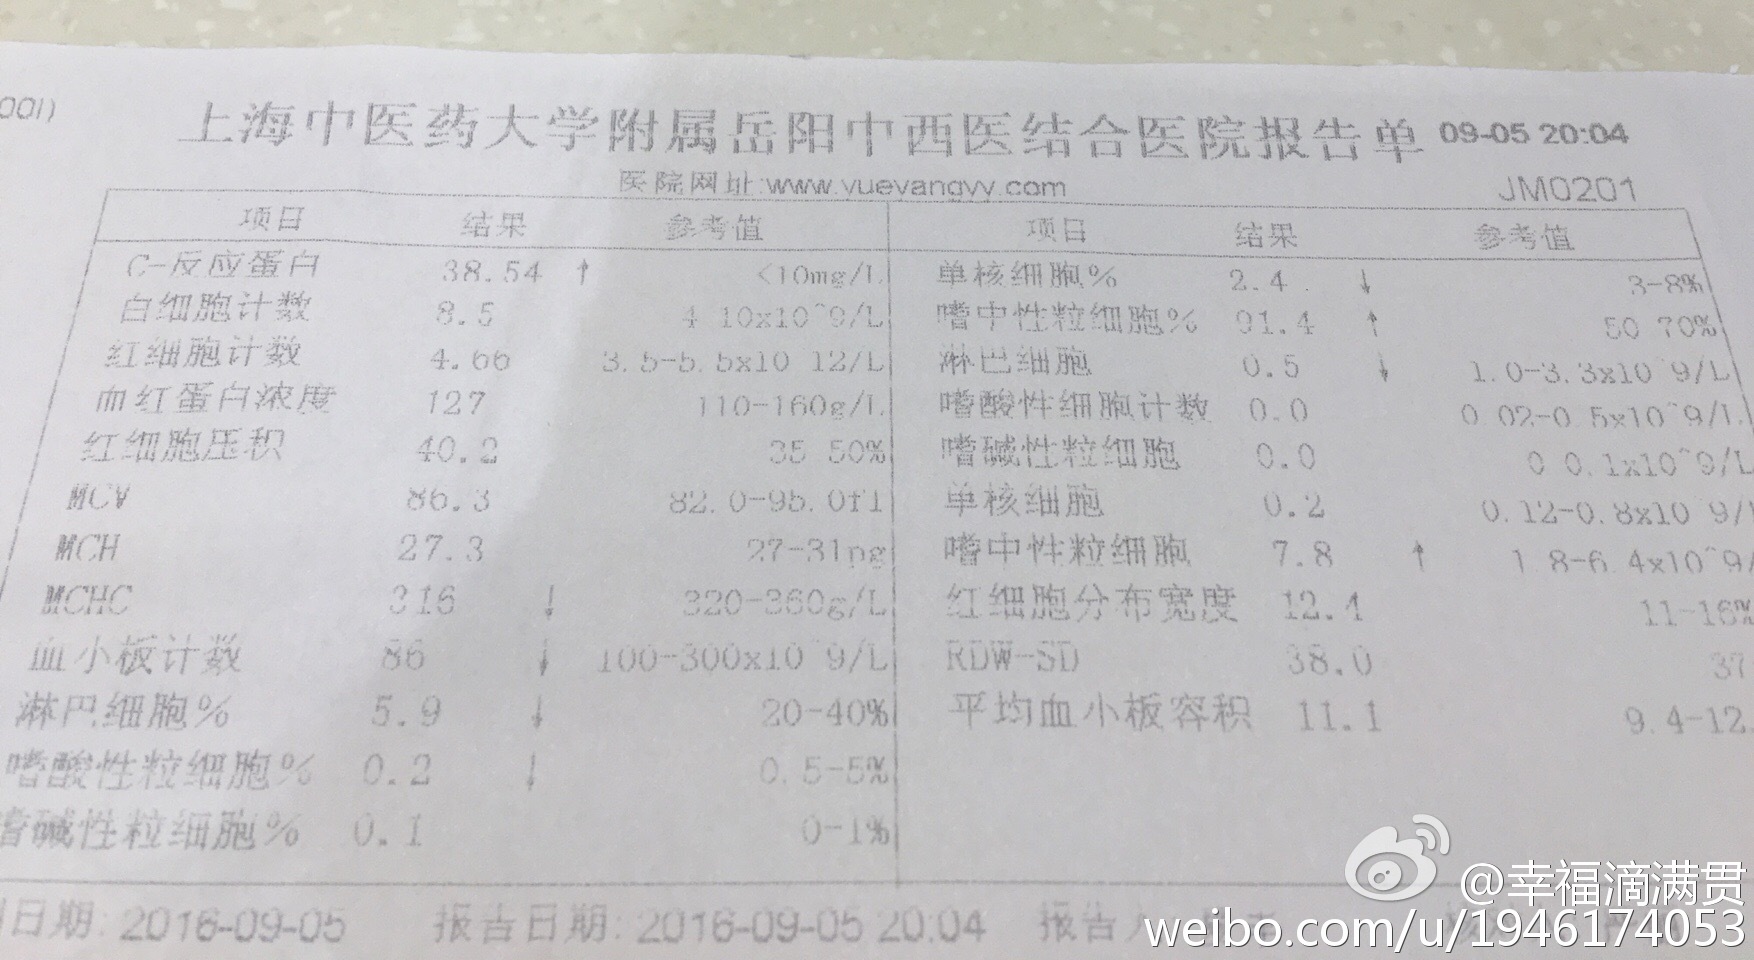 001)
上海中医药大学附属岳阳中西医结合医院报告单 09-05 20:04
医院网址:www.yueyangyy.com JM0201
项目 结果 参考值 项目 结果 参考值
C-反应蛋白 38.54 ↑ <10mg/L 单核细胞% 2.4 ↓ 3-8%
白细胞计数 8.5 4-10x10^9/L 嗜中性粒细胞% 91.4 ↑ 50-70%
红细胞计数 4.66 3.5-5.5x10^12/L 淋巴细胞 0.5 ↓ 1.0-3.3x10^9/L
血红蛋白浓度 127 110-160g/L 嗜酸性细胞计数 0.0 0.02-0.5x10^9/L
红细胞压积 40.2 35-50% 嗜碱性粒细胞 0.0 0-0.1x10^9/L
MCV 86.3 82.0-95.0fl 单核细胞 0.2 0.12-0.8x10^9/
MCH 27.3 27-31pg 嗜中性粒细胞 7.8 ↑ 1.8-6.4x10^9/
MCHC 316 ↓ 320-360g/L 红细胞分布宽度 12.4 11-16%
血小板计数 86 ↓ 100-300x10^9/L RDW-SD 38.0 37
淋巴细胞% 5.9 ↓ 20-40% 平均血小板容积 11.1 9.4-12.
嗜酸性粒细胞% 0.2 ↓ 0.5-5%
嗜碱性粒细胞% 0.1 0-1%
日期: 2016-09-05 报告日期: 2016-09-05 20:04 报告
@幸福滴满贯
weibo.com/u/1946174053